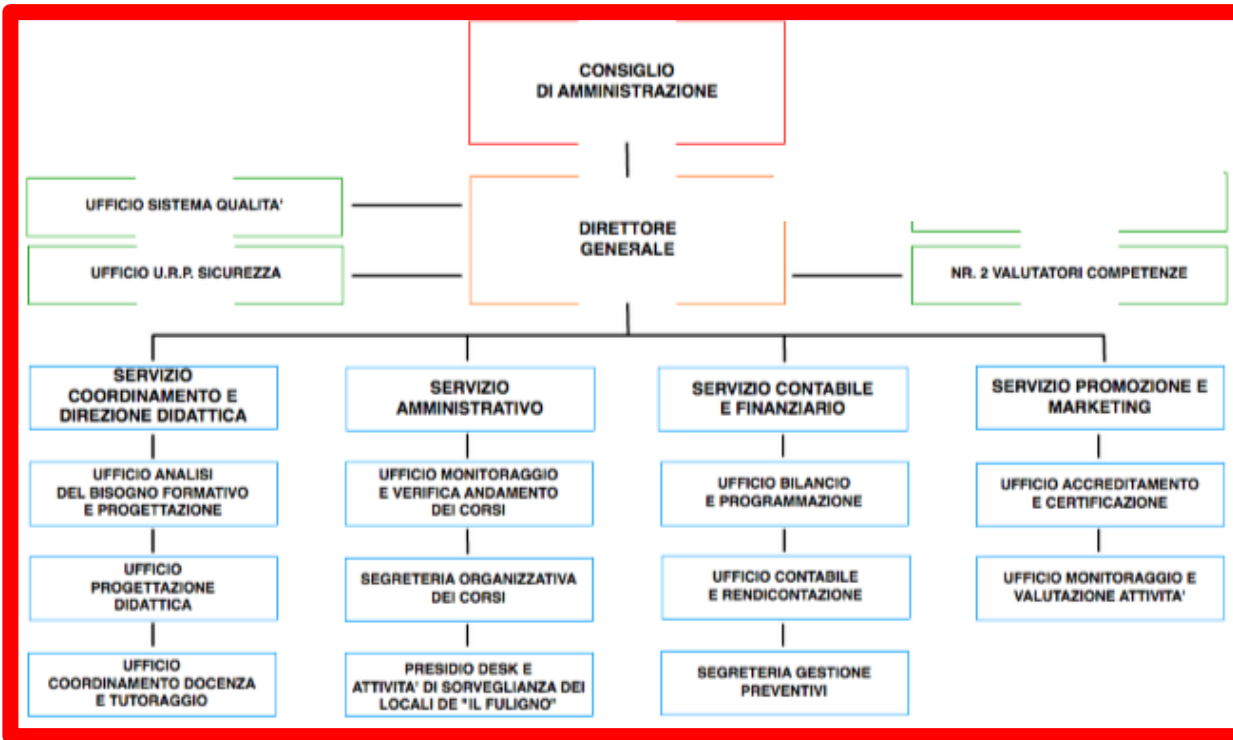 CONSIGLIO
DI AMMINISTRAZIONE
UFFICIO SISTEMA QUALITA'
DIRETTORE
GENERALE
UFFICIO U.R.P. SICUREZZA
NR. 2 VALUTATORI COMPETENZE
SERVIZIO
COORDINAMENTO E
DIREZIONE DIDATTICA
SERVIZIO
AMMINISTRATIVO
SERVIZIO CONTABILE
E FINANZIARIO
SERVIZIO PROMOZIONE E
MARKETING
UFFICIO ANALISI
DEL BISOGNO FORMATIVO
E PROGETTAZIONE
UFFICIO MONITORAGGIO
E VERIFICA ANDAMENTO
DEI CORSI
UFFICIO BILANCIO
E PROGRAMMAZIONE
UFFICIO ACCREDITAMENTO
E CERTIFICAZIONE
UFFICIO
PROGETTAZIONE
DIDATTICA
SEGRETERIA ORGANIZZATIVA
DEI CORSI
UFFICIO CONTABILE
E RENDICONTAZIONE
UFFICIO MONITORAGGIO E
VALUTAZIONE ATTIVITA'
UFFICIO
COORDINAMENTO DOCENZA
E TUTORAGGIO
PRESIDIO DESK E
ATTIVITA' DI SORVEGLIANZA DEI
LOCALI DE "IL FULIGNO"
SEGRETERIA GESTIONE
PREVENTIVI